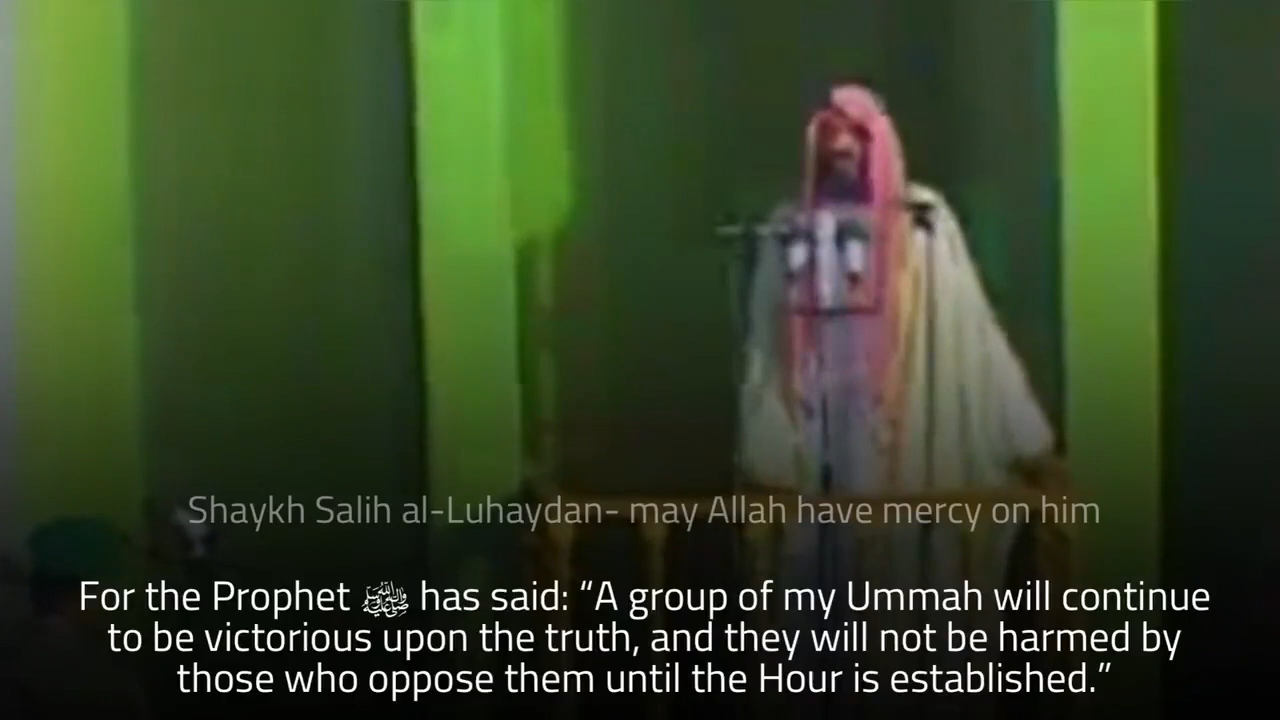 Shaykh Salih al-Luhaydan- may Allah have mercy on him
For the Prophet ﷺ has said: “A group of my Ummah will continue
to be victorious upon the truth, and they will not be harmed by
those who oppose them until the Hour is established.”